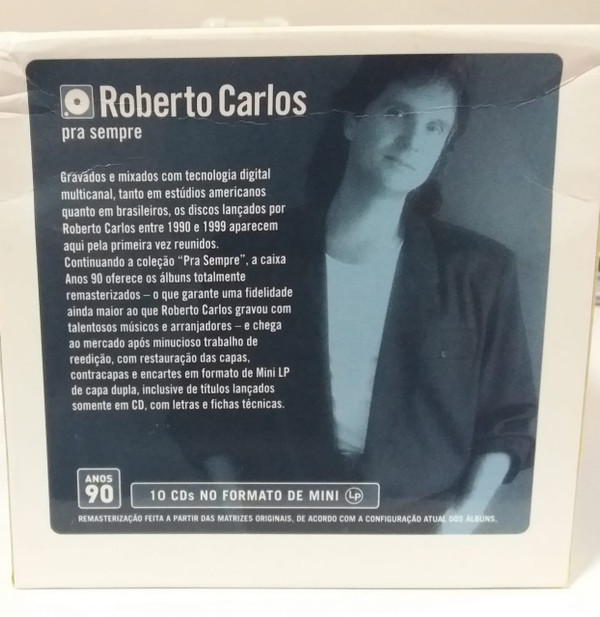 Roberto Carlos
pra sempre
Gravados e mixados com tecnologia digital
multicanal, tanto em estúdios americanos
quanto em brasileiros, os discos lançados por
Roberto Carlos entre 1990 e 1999 aparecem
aqui pela primeira vez reunidos.
Continuando a coleção “Pra Sempre”, a caixa
Anos 90 oferece os álbuns totalmente
remasterizados – o que garante uma fidelidade
ainda maior ao que Roberto Carlos gravou com
talentosos músicos e arranjadores – e chega
ao mercado após minucioso trabalho de
reedição, com restauração das capas,
contracapas e encartes em formato de Mini LP
de capa dupla, inclusive de títulos lançados
somente em CD, com letras e fichas técnicas.
ANOS
90
10 CDs NO FORMATO DE MINI LP
REMASTERIZAÇÃO FEITA A PARTIR DAS MATRIZES ORIGINAIS, DE ACORDO COM A CONFIGURAÇÃO ATUAL DOS ÁLBUNS.